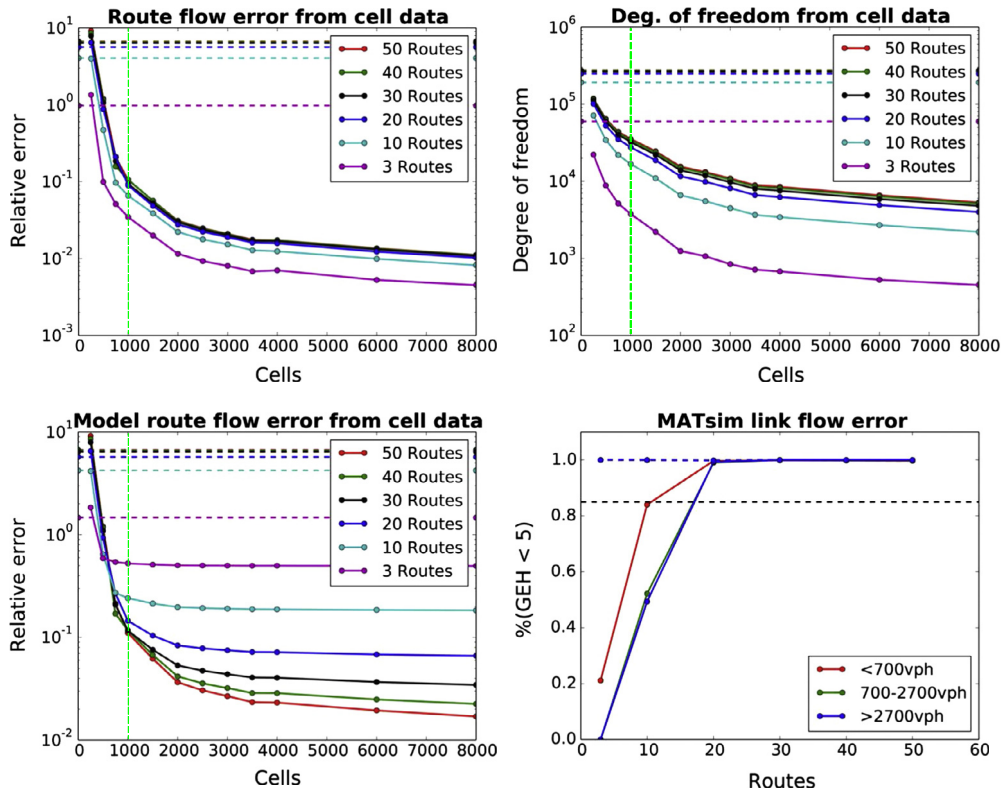 Route flow error from cell data
10^1
10^0
10^-1
10^-2
10^-3
Relative error
50 Routes
40 Routes
30 Routes
20 Routes
10 Routes
3 Routes
0 1000 2000 3000 4000 5000 6000 7000 8000
Cells
Deg. of freedom from cell data
10^6
10^5
10^4
10^3
10^2
Degree of freedom
50 Routes
40 Routes
30 Routes
20 Routes
10 Routes
3 Routes
0 1000 2000 3000 4000 5000 6000 7000 8000
Cells
Model route flow error from cell data
10^1
10^0
10^-1
10^-2
Relative error
50 Routes
40 Routes
30 Routes
20 Routes
10 Routes
3 Routes
0 1000 2000 3000 4000 5000 6000 7000 8000
Cells
MATsim link flow error
1.0
0.8
0.6
0.4
0.2
0.0
%(GEH < 5)
<700vph
700-2700vph
>2700vph
0 10 20 30 40 50 60
Routes